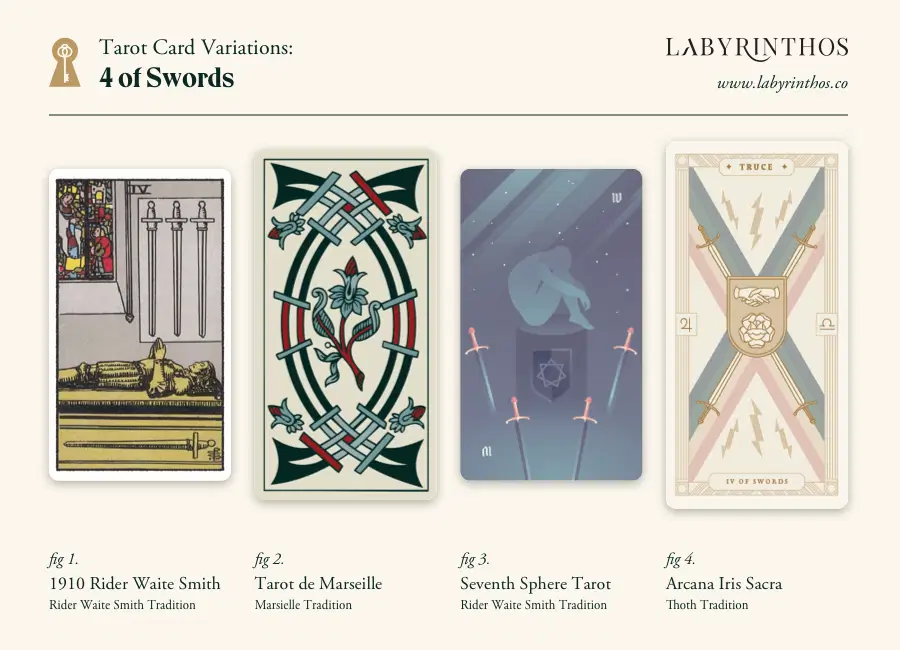 Tarot Card Variations:
4 of Swords
LABYRINTHOS
www.labyrinthos.co
IV
IV
IV
TRUCE
IV OF SWORDS
fig 1.
1910 Rider Waite Smith
Rider Waite Smith Tradition
fig 2.
Tarot de Marseille
Marsielle Tradition
fig 3.
Seventh Sphere Tarot
Rider Waite Smith Tradition
fig 4.
Arcana Iris Sacra
Thoth Tradition